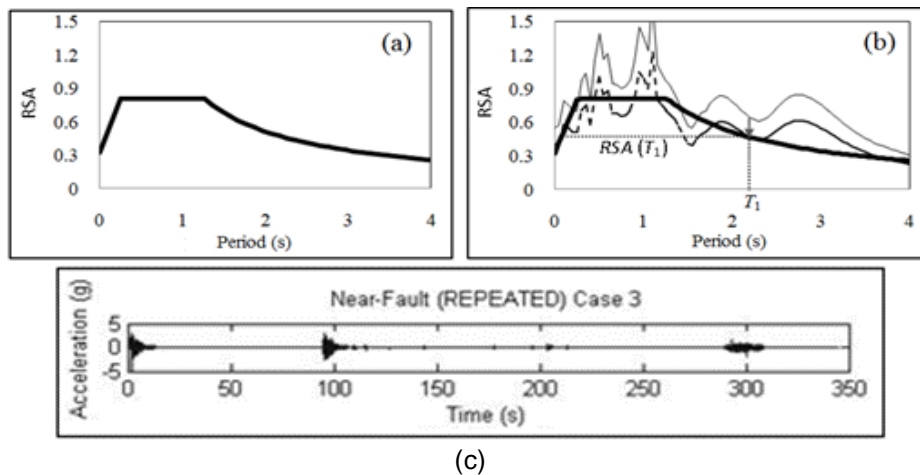 1.5
1.2
0.9
0.6
0.3
0
RSA
(a)
0 1 2 3 4
Period (s)
1.5
1.2
0.9
0.6
0.3
0
RSA
(b)
RSA (T₁)
T₁
0 1 2 3 4
Period (s)
Near-Fault (REPEATED) Case 3
Acceleration (g)
5
0
-5
0 50 100 150 200 250 300 350
Time (s)
(c)